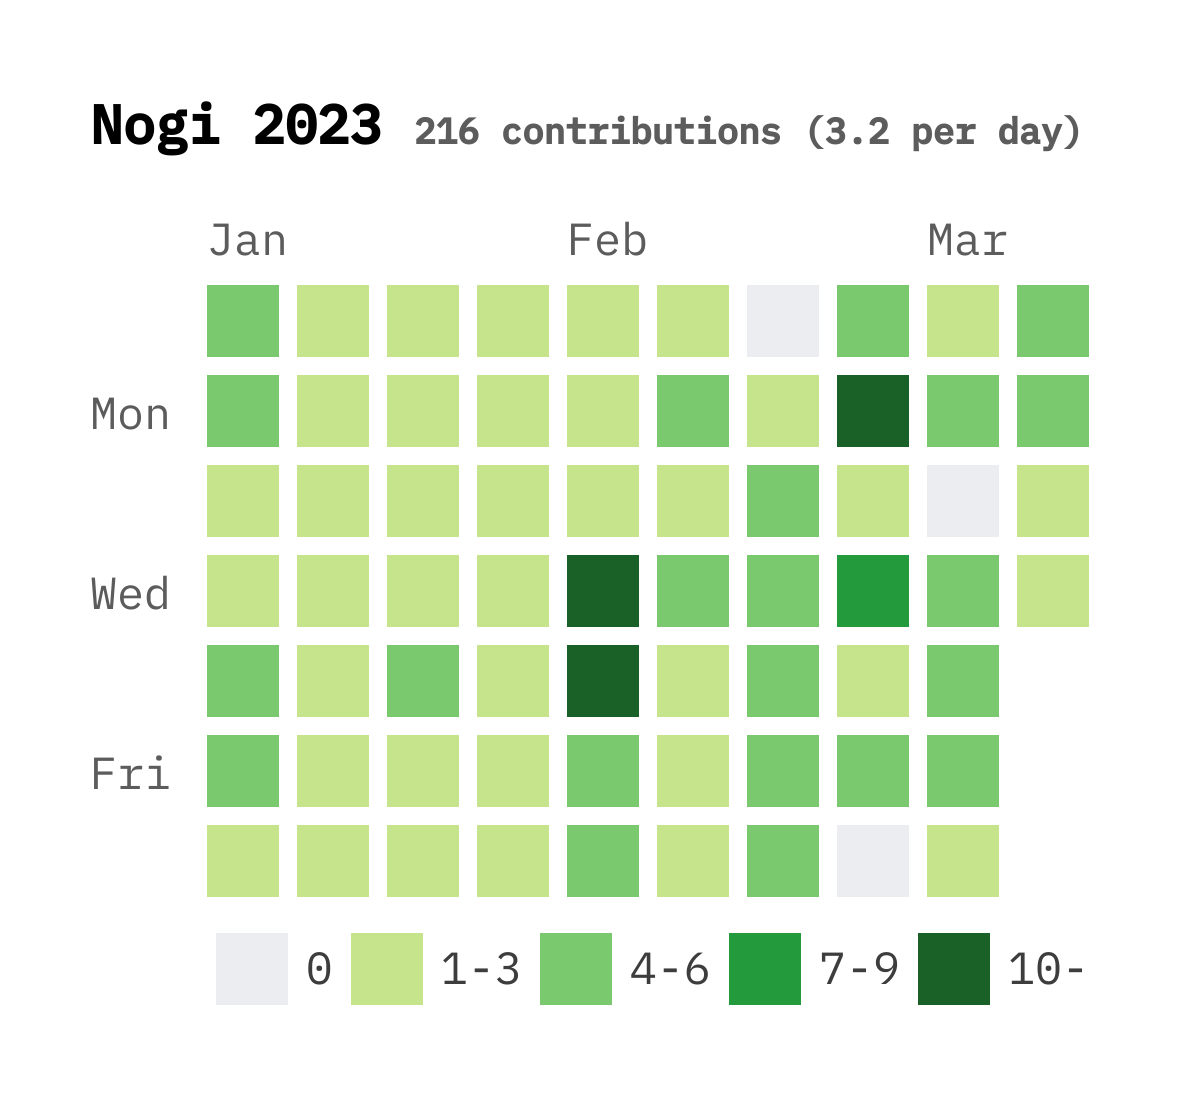 Nogi 2023 216 contributions (3.2 per day)
Jan Feb Mar
Mon
Wed
Fri
0 1-3 4-6 7-9 10-